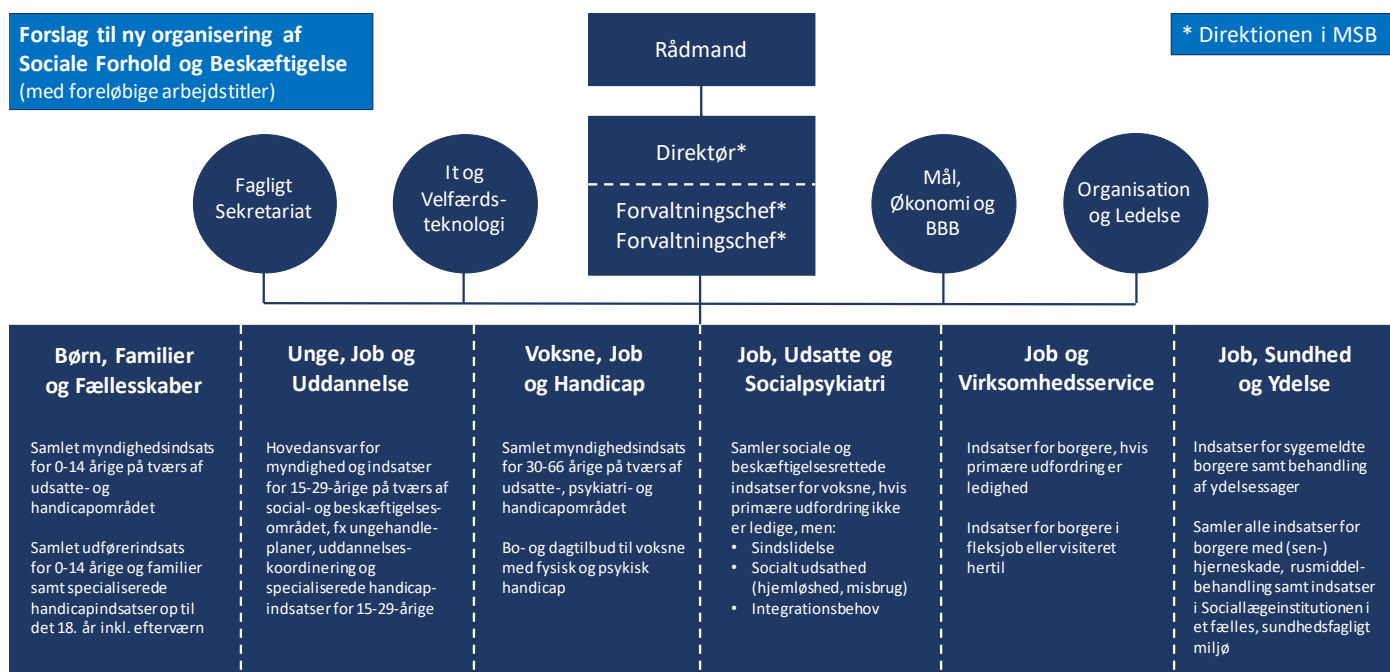 Forslag til ny organisering af
Sociale Forhold og Beskæftigelse
(med foreløbige arbejdstitler)
Rådmand
* Direktionen i MSB
Fagligt
Sekretariat
It og
Velfærds-
teknologi
Direktør*
Forvaltningschef*
Forvaltningschef*
Mål,
Økonomi og
BBB
Organisation
og Ledelse
Børn, Familier
og Fællesskaber
Samlet myndighedsindsats
for 0-14 årige på tværs af
udsatte- og
handicapområdet
Samlet udførerindsats
for 0-14 årige og familier
samt specialiserede
handicapindsatser op til
det 18. år inkl. efterværn
Unge, Job og
Uddannelse
Hovedansvar for
myndighed og indsatser
for 15-29-årige på tværs af
social- og beskæftigelses-
området, fx ungehandle-
planer, uddannelses-
koordinering og
specialiserede handicap-
indsatser for 15-29-årige
Voksne, Job
og Handicap
Samlet myndighedsindsats
for 30-66 årige på tværs af
udsatte-, psykiatri- og
handicapområdet
Bo- og dagtilbud til voksne
med fysisk og psykisk
handicap
Job, Udsatte og
Socialpsykiatri
Samler sociale og
beskæftigelsesrettede
indsatser for voksne, hvis
primære udfordring ikke
er ledige, men:
• Sindslidelse
• Socialt udsathed
(hjemløshed, misbrug)
• Integrationsbehov
Job og
Virksomhedsservice
Indsatser for borgere, hvis
primære udfordring er
ledighed
Indsatser for borgere i
fleksjob eller visiteret
hertil
Job, Sundhed
og Ydelse
Indsatser for sygemeldte
borgere samt behandling
af ydelsessager
Samler alle indsatser for
borgere med (sen-)
hjerneskade, rusmiddel-
behandling samt indsatser
i Sociallægeinstitutionen i
et fælles, sundhedsfagligt
miljø